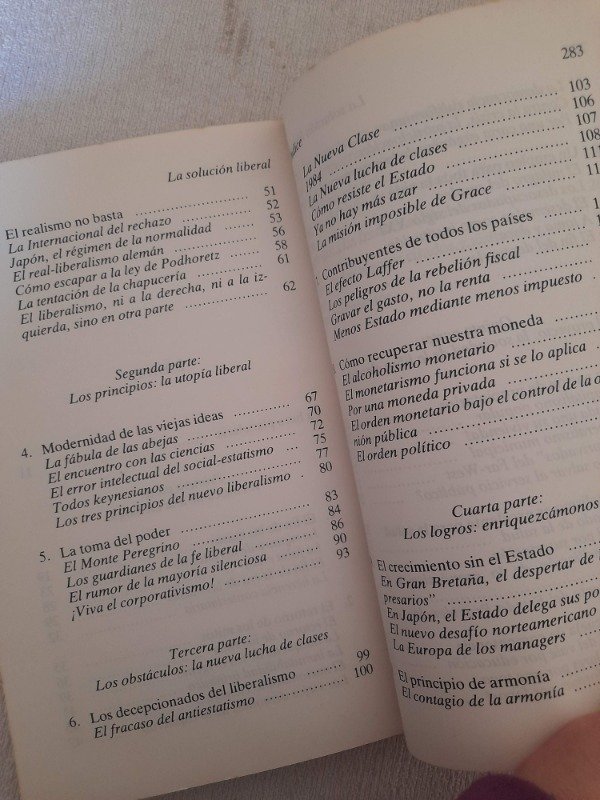 La solución liberal
El realismo no basta ........ 51
La Internacional del rechazo ........ 52
Japón, el régimen de la normalidad ........ 53
El real-liberalismo alemán ........ 56
Cómo escapar a la ley de Podhoretz ........ 58
La tentación de la chapucería ........ 61
El liberalismo, ni a la derecha, ni a la iz-
quierda, sino en otra parte ........ 62
Segunda parte:
Los principios: la utopía liberal
4. Modernidad de las viejas ideas ........ 67
La fábula de las abejas ........ 70
El encuentro con las ciencias ........ 72
El error intelectual del social-estatismo ........ 75
Todos keynesianos ........ 77
Los tres principios del nuevo liberalismo ........ 80
5. La toma del poder ........ 83
El Monte Peregrino ........ 84
Los guardianes de la fe liberal ........ 86
El rumor de la mayoría silenciosa ........ 90
¡Viva el corporativismo! ........ 93
Tercera parte:
Los obstáculos: la nueva lucha de clases
6. Los decepcionados del liberalismo ........ 99
El fracaso del antiestatismo ........ 100
283
La Nueva Clase ........ 103
1984 ........ 106
La Nueva lucha de clases ........ 107
Cómo resiste el Estado ........ 108
Ya no hay más azar ........
La misión imposible de Grace ........
Contribuyentes de todos los países ........
El efecto Laffer ........
Los peligros de la rebelión fiscal ........
Gravar el gasto, no la renta ........
Menos Estado mediante menos impuesto
Cómo recuperar nuestra moneda ........
El alcoholismo monetario ........
El monetarismo funciona si se lo aplica
Por una moneda privada ........
El orden monetario bajo el control de la o
nión pública ........
El orden político ........
Cuarta parte:
Los logros: enriquezcámonos
El crecimiento sin el Estado ........
En Gran Bretaña, el despertar de
presarios" ........
En Japón, el Estado delega sus po
El nuevo desafío norteamericano
La Europa de los managers ........
El principio de armonía ........
El contagio de la armonía ........